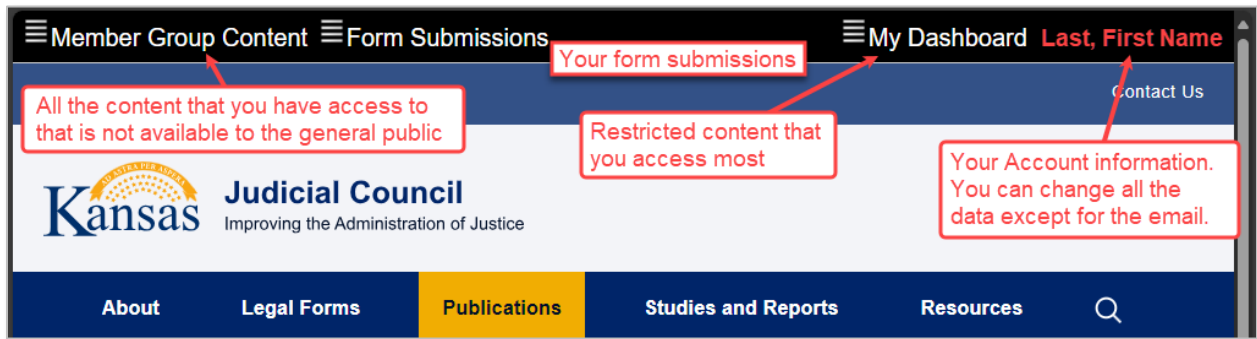 Member Group Content Form Submissions My Dashboard Last, First Name
Your form submissions
Contact Us
All the content that you have access to
that is not available to the general public
Restricted content that
you access most
Your Account information.
You can change all the
data except for the email.
AD ASTRA PER ASPERA
Kansas
Judicial Council
Improving the Administration of Justice
About Legal Forms Publications Studies and Reports Resources